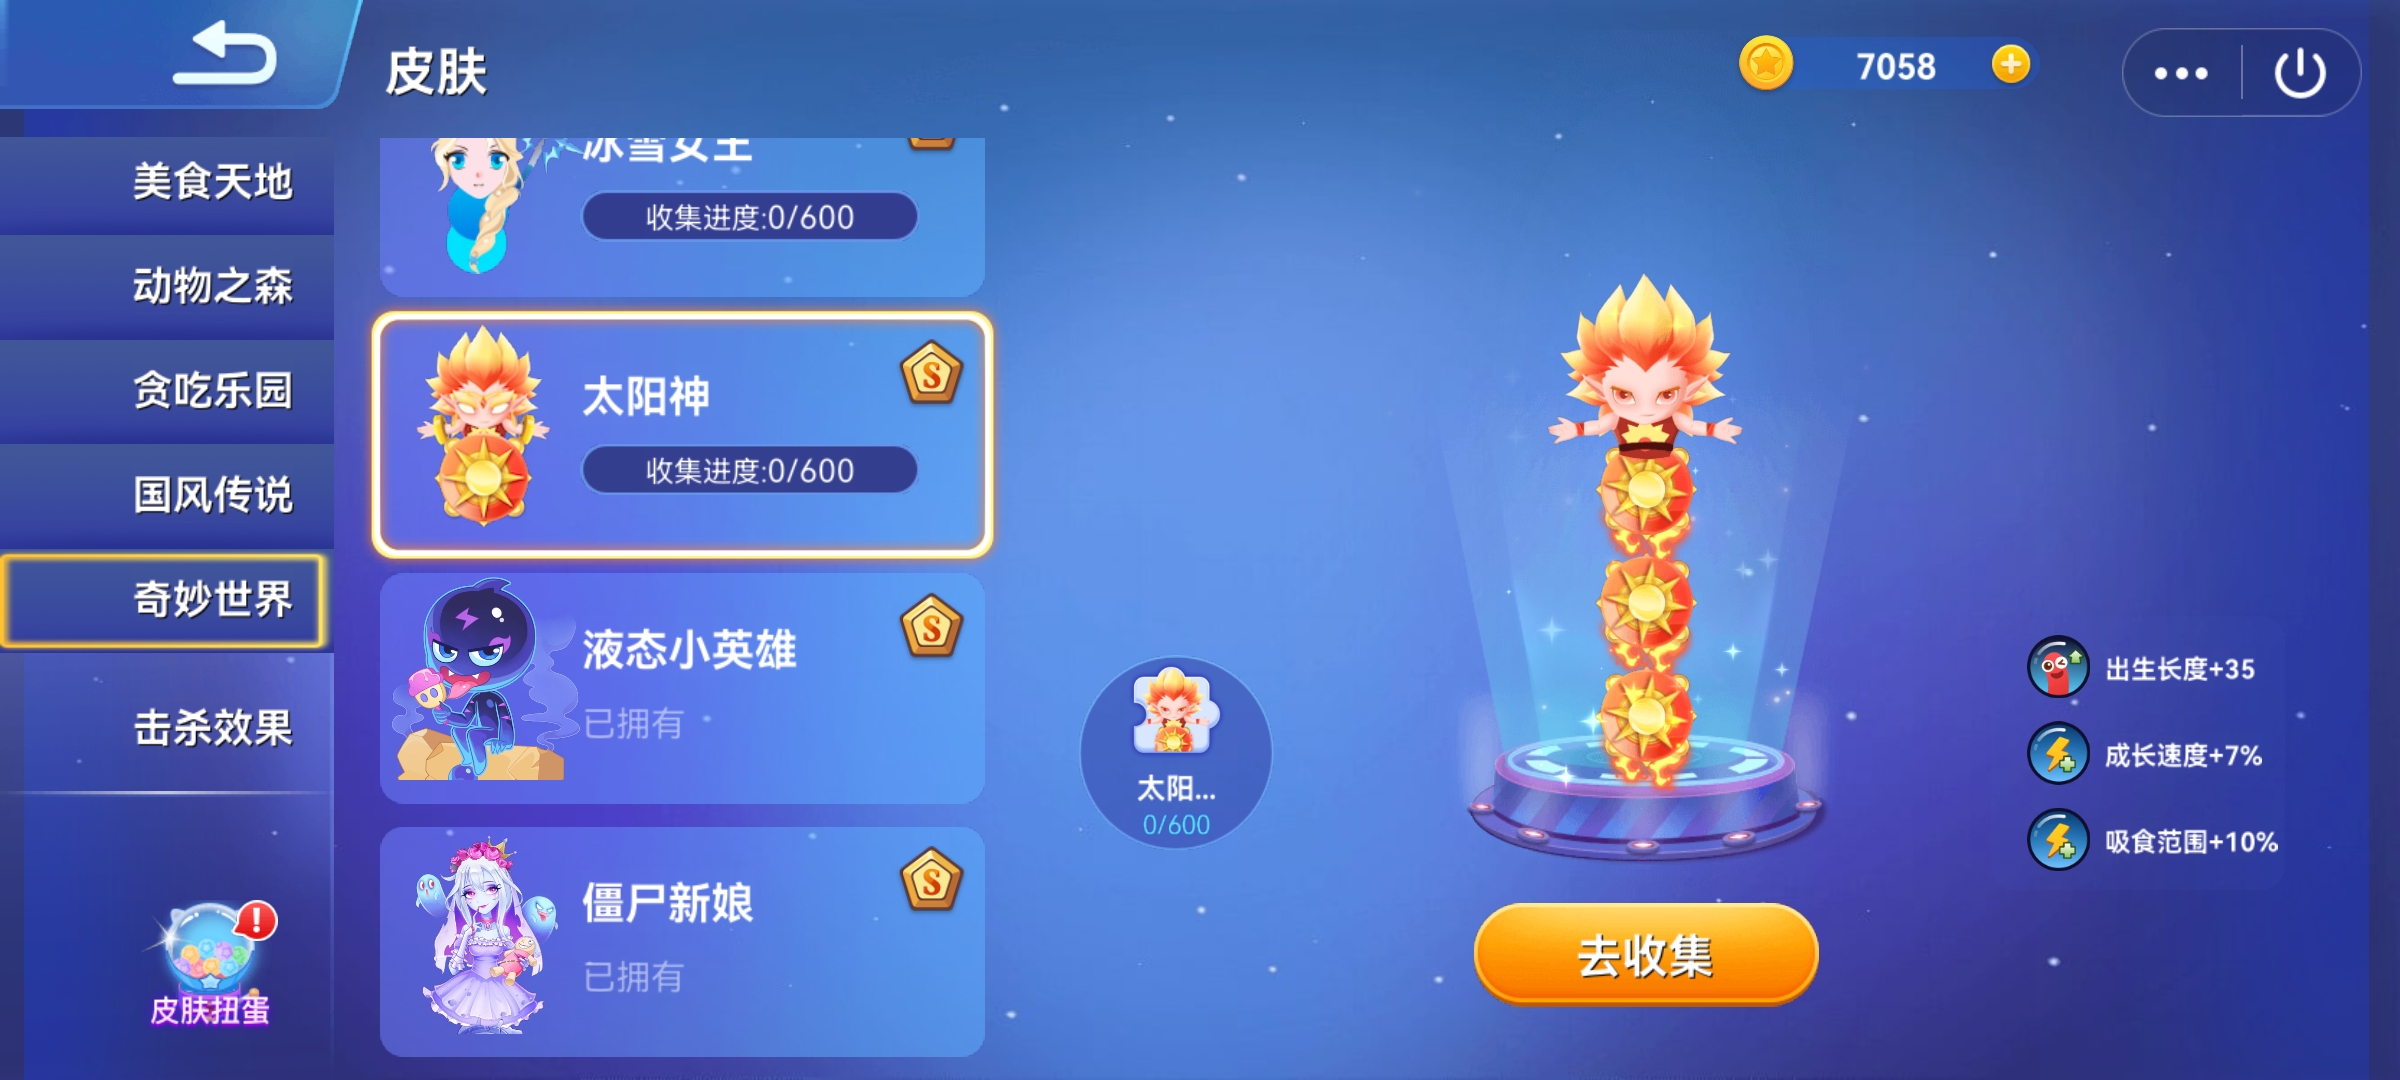 皮肤
7058
美食天地
动物之森
贪吃乐园
国风传说
奇妙世界
击杀效果
皮肤扭蛋
冰雪女王
收集进度:0/600
太阳神
S
收集进度:0/600
液态小英雄
S
已拥有
僵尸新娘
S
已拥有
太阳...
0/600
出生长度+35
成长速度+7%
吸食范围+10%
去收集